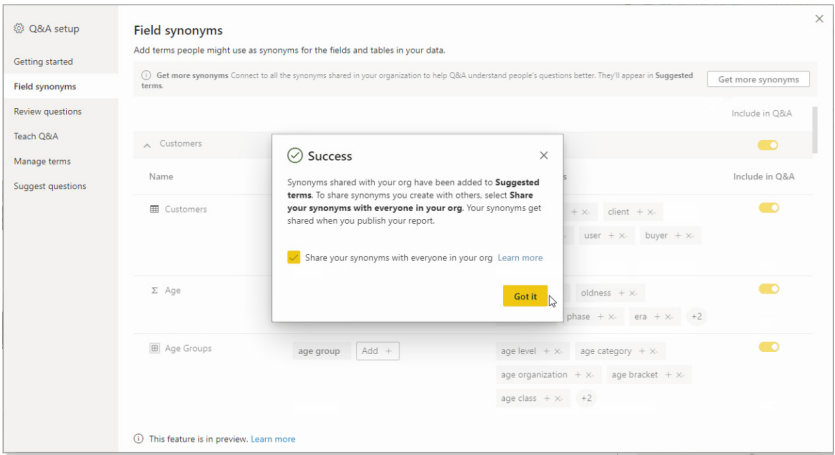 Q&A setup
Getting started
Field synonyms
Review questions
Teach Q&A
Manage terms
Suggest questions
Field synonyms
Add terms people might use as synonyms for the fields and tables in your data.
Get more synonyms Connect to all the synonyms shared in your organization to help Q&A understand people's questions better. They'll appear in Suggested
terms.
Get more synonyms
Include in Q&A
Customers
Name
Include in Q&A
Customers
client
user
buyer
Age
oldness
phase
era
+2
Age Groups
age group
Add +
age level
age category
age organization
age bracket
age class
+2
Success
Synonyms shared with your org have been added to Suggested
terms. To share synonyms you create with others, select Share
your synonyms with everyone in your org. Your synonyms get
shared when you publish your report.
Share your synonyms with everyone in your org Learn more
Got it
This feature is in preview. Learn more